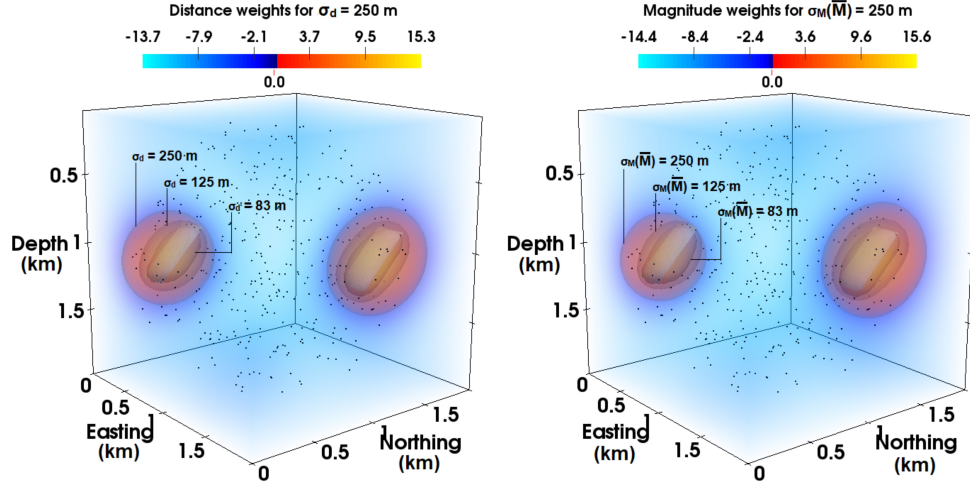 Distance weights for σd = 250 m
-13.7 -7.9 -2.1 3.7 9.5 15.7
0.0
σd = 250 m
σd = 125 m
σd = 83 m
0.5
Depth 1
(km)
1.5
0
0.5
1
Easting
1.5
(km)
0
0.5
1
Northing
1.5
(km)
Magnitude weights for σM(M̅) = 250 m
-14.4 -8.4 -2.4 3.6 9.5 15.6
0.0
σM(M̅) = 250 m
σM(M̅) = 125 m
σM(M̅) = 83 m
0.5
Depth 1
(km)
1.5
0
0.5
1
Easting
1.5
(km)
0
0.5
1
Northing
1.5
(km)